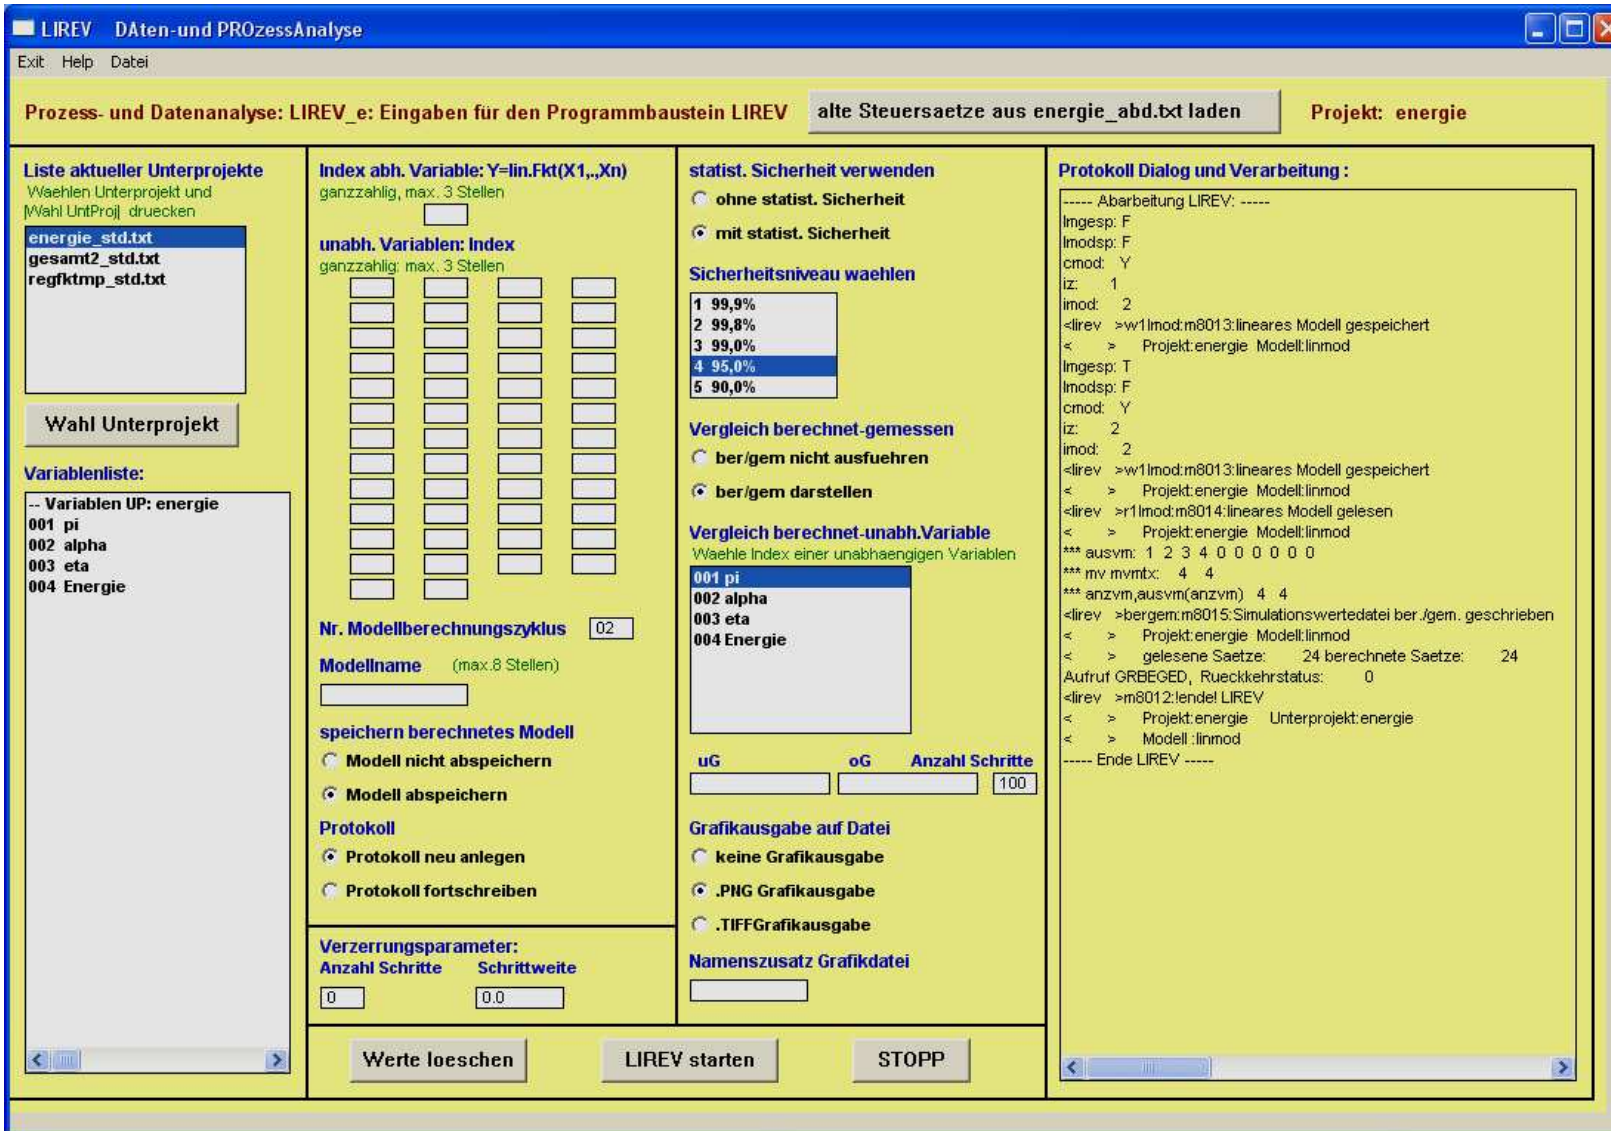 LIREV DAten-und PROzessAnalyse
Exit Help Datei
Prozess- und Datenanalyse: LIREV_e: Eingaben für den Programmbaustein LIREV
alte Steuersaetze aus energie_abd.txt laden
Projekt: energie
Liste aktueller Unterprojekte
Waehlen Unterprojekt und
|Wahl UntProj| druecken
energie_std.txt
gesamt2_std.txt
regfktmp_std.txt
Wahl Unterprojekt
Variablenliste:
-- Variablen UP: energie
001 pi
002 alpha
003 eta
004 Energie
Index abh. Variable: Y=lin.Fkt(X1,.,Xn)
ganzzahlig, max. 3 Stellen
unabh. Variablen: Index
ganzzahlig: max. 3 Stellen
Nr. Modellberechnungszyklus 02
Modellname (max.8 Stellen)
speichern berechnetes Modell
Modell nicht abspeichern
Modell abspeichern
Protokoll
Protokoll neu anlegen
Protokoll fortschreiben
Verzerrungsparameter:
Anzahl Schritte Schrittweite
0 0.0
statist. Sicherheit verwenden
ohne statist. Sicherheit
mit statist. Sicherheit
Sicherheitsniveau waehlen
1 99,9%
2 99,8%
3 99,0%
4 95,0%
5 90,0%
Vergleich berechnet-gemessen
ber/gem nicht ausfuehren
ber/gem darstellen
Vergleich berechnet-unabh.Variable
Waehle Index einer unabhaengigen Variablen
001 pi
002 alpha
003 eta
004 Energie
uG oG Anzahl Schritte
100
Grafikausgabe auf Datei
keine Grafikausgabe
.PNG Grafikausgabe
.TIFFGrafikausgabe
Namenszusatz Grafikdatei
Werte loeschen LIREV starten STOPP
Protokoll Dialog und Verarbeitung :
----- Abarbeitung LIREV: -----
lmgesp: F
lmodsp: F
cmod: Y
iz: 1
imod: 2
<lirev >w1lmod:m8013:lineares Modell gespeichert
< > Projekt:energie Modell:linmod
lmgesp: T
lmodsp: F
cmod: Y
iz: 2
imod: 2
<lirev >w1lmod:m8013:lineares Modell gespeichert
< > Projekt:energie Modell:linmod
<lirev >r1lmod:m8014:lineares Modell gelesen
< > Projekt:energie Modell:linmod
*** ausvm: 1 2 3 4 0 0 0 0 0 0
*** mv mvmtx: 4 4
*** anzvm,ausvm(anzvm) 4 4
<lirev >bergem:m8015:Simulationswertedatei ber./gem. geschrieben
< > Projekt:energie Modell:linmod
< > gelesene Saetze: 24 berechnete Saetze: 24
Aufruf GRBEGED, Rueckkehrstatus: 0
<lirev >m8012:!ende! LIREV
< > Projekt:energie Unterprojekt:energie
< > Modell :linmod
----- Ende LIREV -----